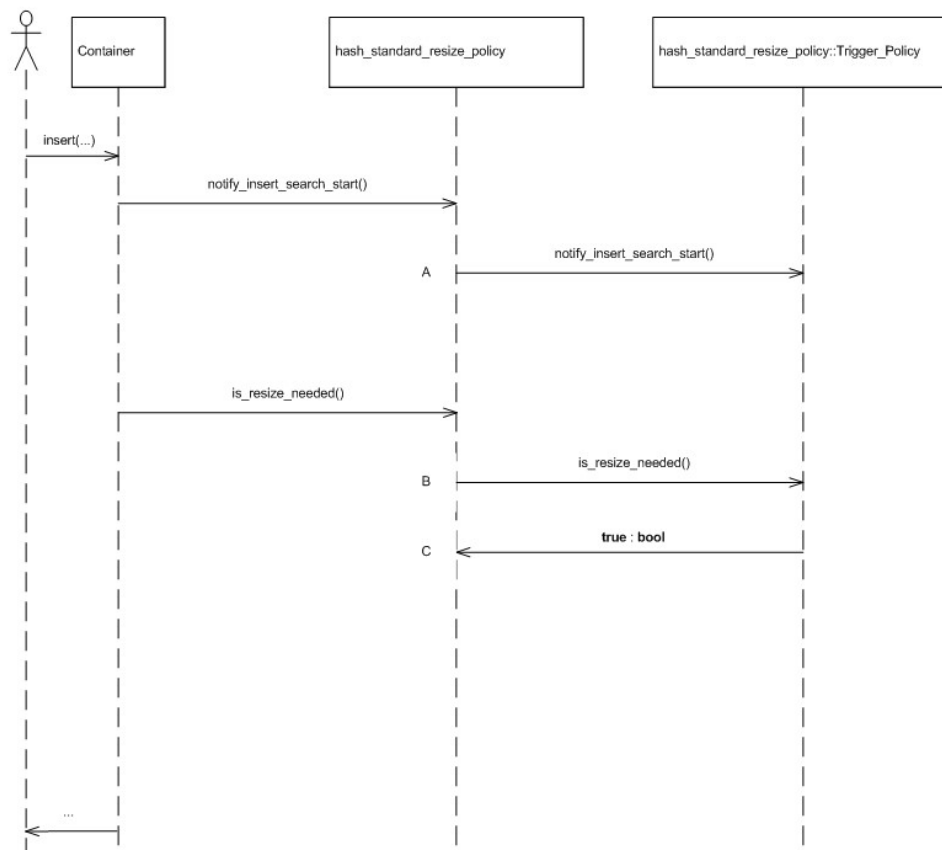 Container
hash_standard_resize_policy
hash_standard_resize_policy::Trigger_Policy
insert(...)
notify_insert_search_start()
notify_insert_search_start()
A
is_resize_needed()
is_resize_needed()
B
true : bool
C
...